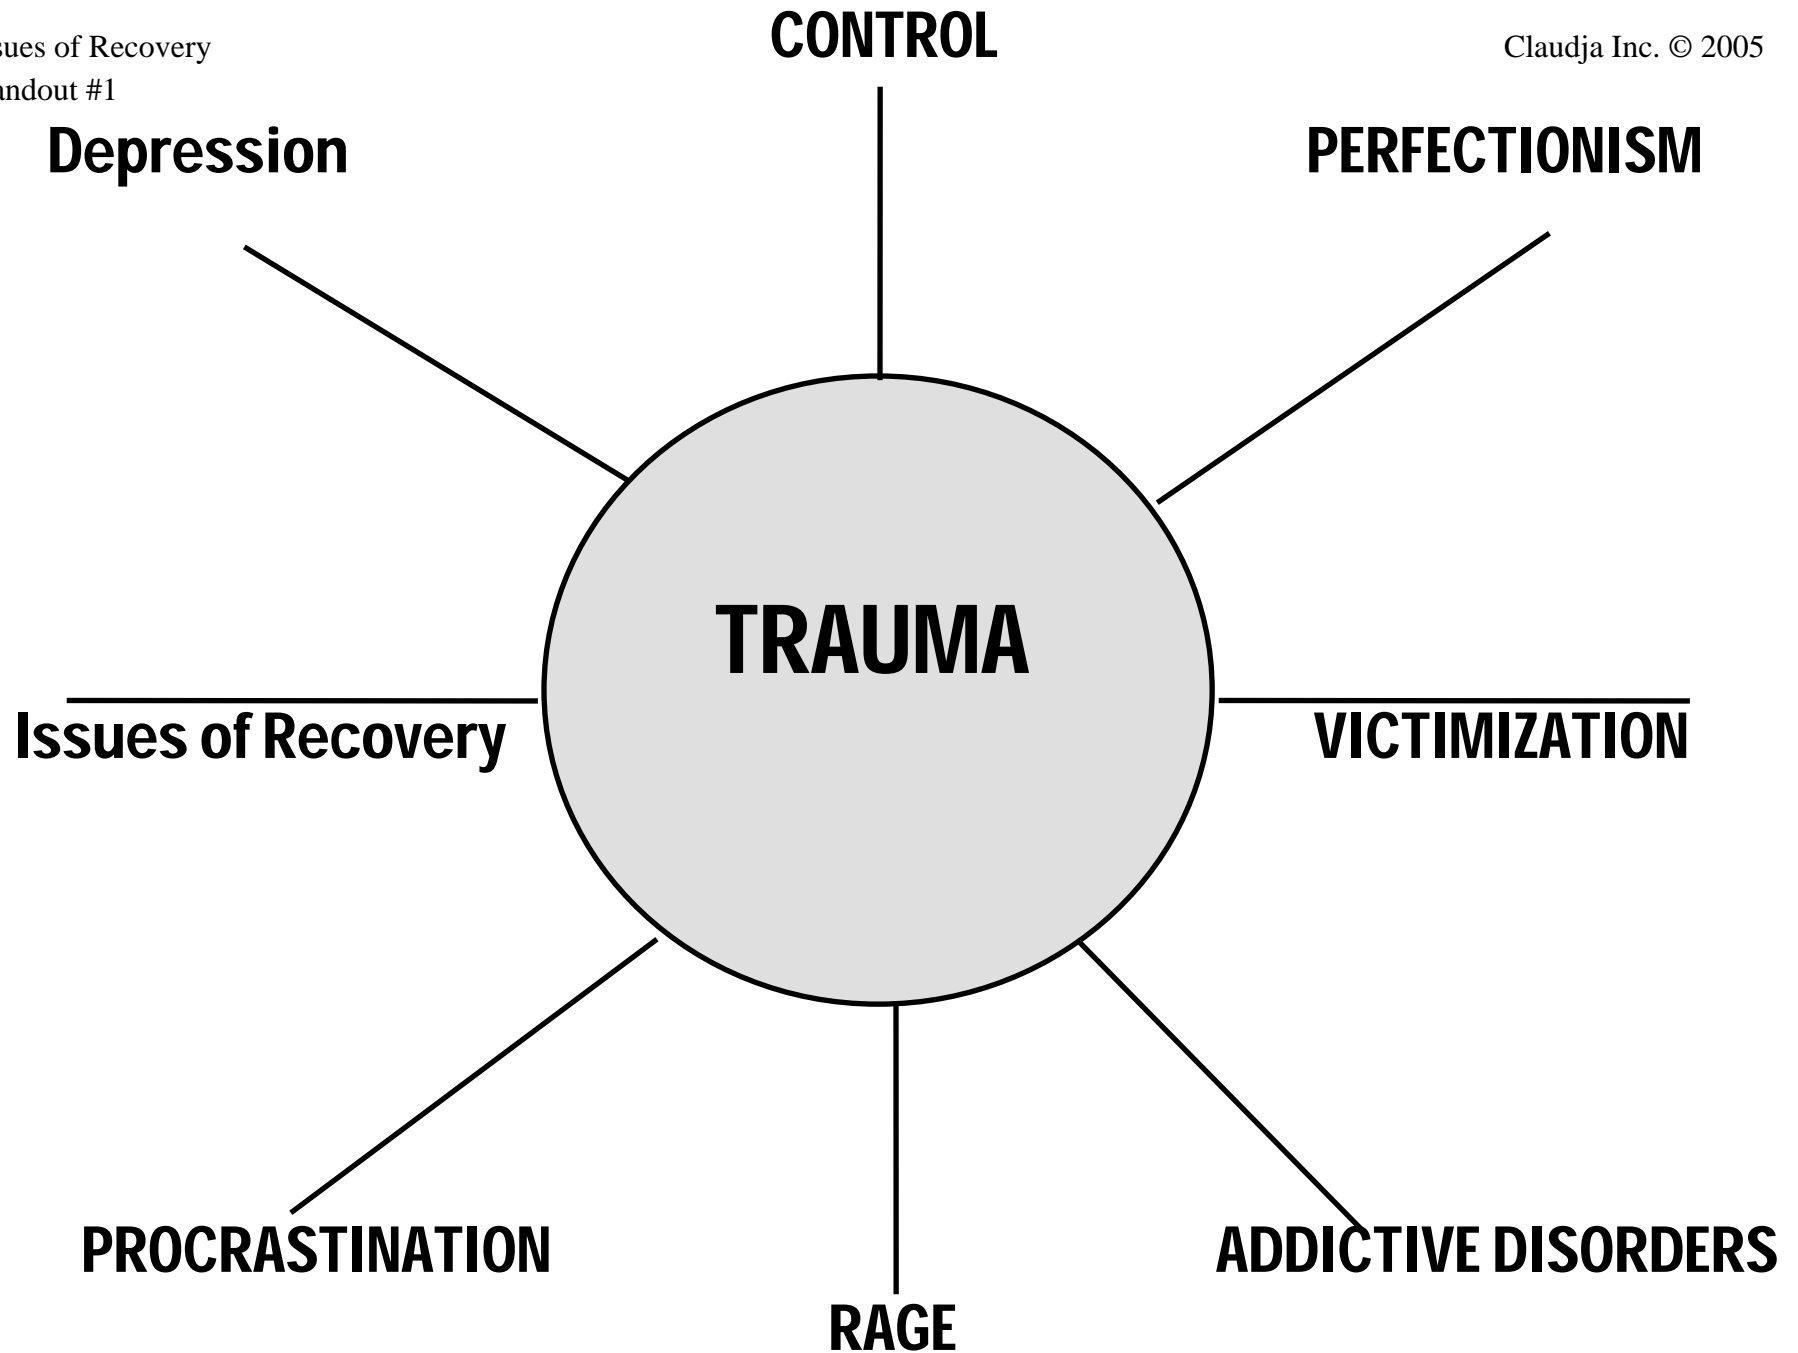 CONTROL
sues of Recovery
andout #1
Claudja Inc. © 2005
Depression
PERFECTIONISM
TRAUMA
Issues of Recovery
VICTIMIZATION
PROCRASTINATION
ADDICTIVE DISORDERS
RAGE